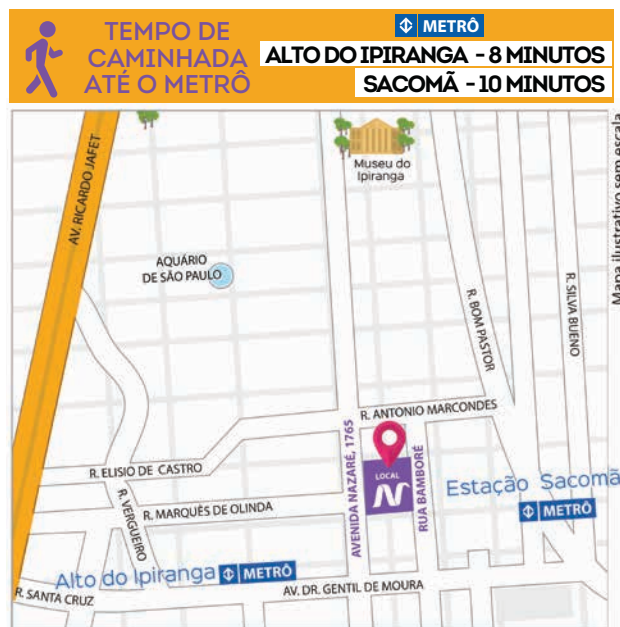 TEMPO DE
CAMINHADA
ATÉ O METRÔ
METRÔ
ALTO DO IPIRANGA - 8 MINUTOS
SACOMÃ - 10 MINUTOS
Mapa ilustrativo sem escala
AV. RICARDO JAFET
Museu do
Ipiranga
AQUÁRIO
DE SÃO PAULO
R. BOM PASTOR
R. SILVA BUENO
R. ANTONIO MARCONDES
AVENIDA NAZARÉ, 1765
LOCAL
N
RUA BAMBORÉ
R. ELISIO DE CASTRO
R. VERGUEIRO
R. MARQUÊS DE OLINDA
Estação Sacomã
METRÔ
Alto do Ipiranga METRÔ
R. SANTA CRUZ
AV. DR. GENTIL DE MOURA